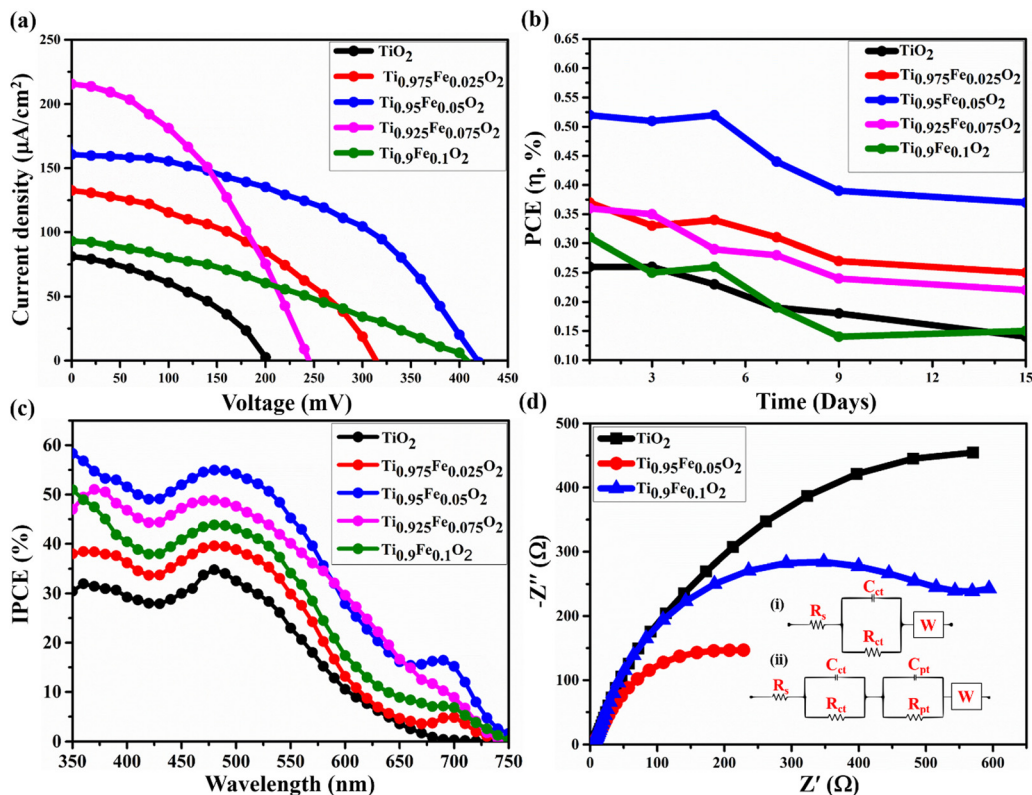 (a)
Current density (µA/cm²)
250
200
150
100
50
0
0 50 100 150 200 250 300 350 400 450
Voltage (mV)
TiO₂
Ti₀.₉₇₅Fe₀.₀₂₅O₂
Ti₀.₉₅Fe₀.₀₅O₂
Ti₀.₉₂₅Fe₀.₀₇₅O₂
Ti₀.₉Fe₀.₁O₂
(b)
PCE (η, %)
0.65
0.60
0.55
0.50
0.45
0.40
0.35
0.30
0.25
0.20
0.15
0.10
3 6 9 12 15
Time (Days)
TiO₂
Ti₀.₉₇₅Fe₀.₀₂₅O₂
Ti₀.₉₅Fe₀.₀₅O₂
Ti₀.₉₂₅Fe₀.₀₇₅O₂
Ti₀.₉Fe₀.₁O₂
(c)
IPCE (%)
60
50
40
30
20
10
0
350 400 450 500 550 600 650 700 750
Wavelength (nm)
TiO₂
Ti₀.₉₇₅Fe₀.₀₂₅O₂
Ti₀.₉₅Fe₀.₀₅O₂
Ti₀.₉₂₅Fe₀.₀₇₅O₂
Ti₀.₉Fe₀.₁O₂
(d)
-Z″ (Ω)
-500
-400
-300
-200
-100
0
0 100 200 300 400 500 600 700
Z′ (Ω)
TiO₂
Ti₀.₉₅Fe₀.₀₅O₂
Ti₀.₉Fe₀.₁O₂
(i)
Cct
Rs
W
Rct
(ii)
Cct Cpt
Rs
W
Rct Rpt